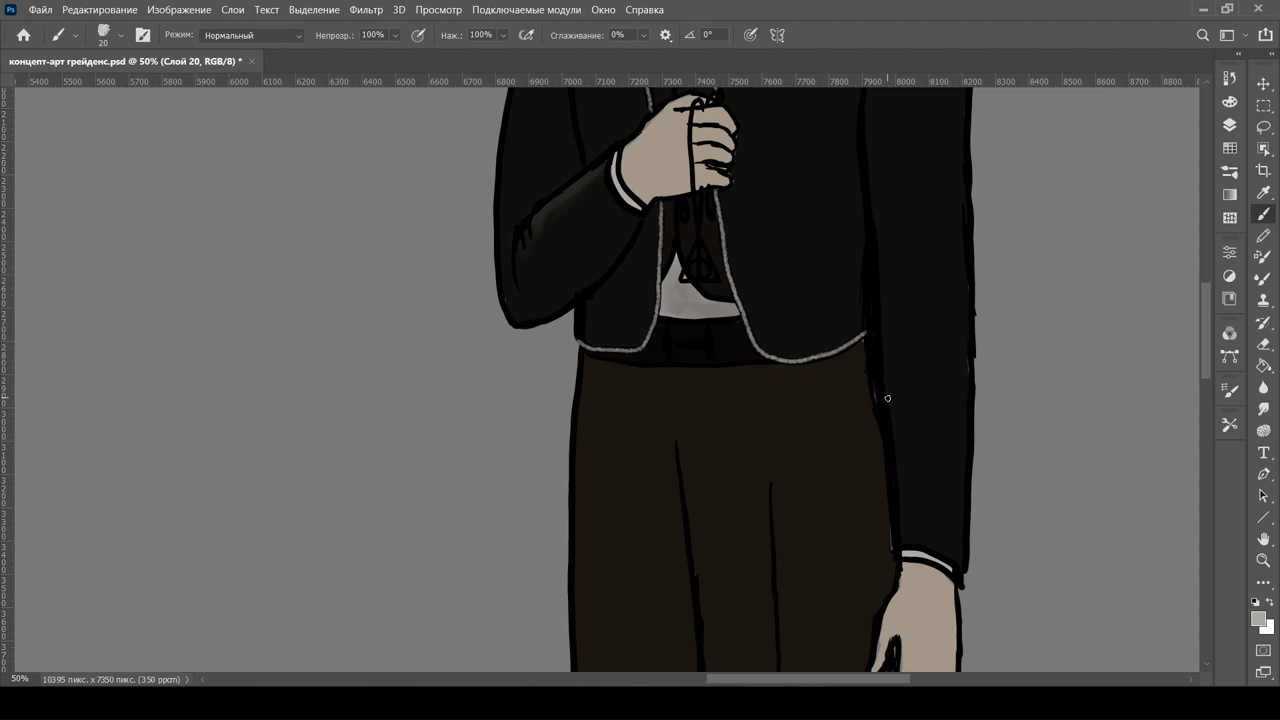 Ps Файл Редактирование Изображение Слои Текст Выделение Фильтр 3D Просмотр Подключаемые модули Окно Справка
20 Режим: Нормальный Непрозр.: 100% Наж.: 100% Сглаживание: 0% 0°
концепт-арт грейденс.psd @ 50% (Слой 20, RGB/8) *
5400 5500 5600 5700 5800 5900 6000 6100 6200 6300 6400 6500 6600 6700 6800 6900 7000 7100 7200 7300 7400 7500 7600 7700 7800 7900 8000 8100 8200 8300 8400 8500 8600 8700 8800
50% 10395 пикс. x 7350 пикс. (350 ppcm)